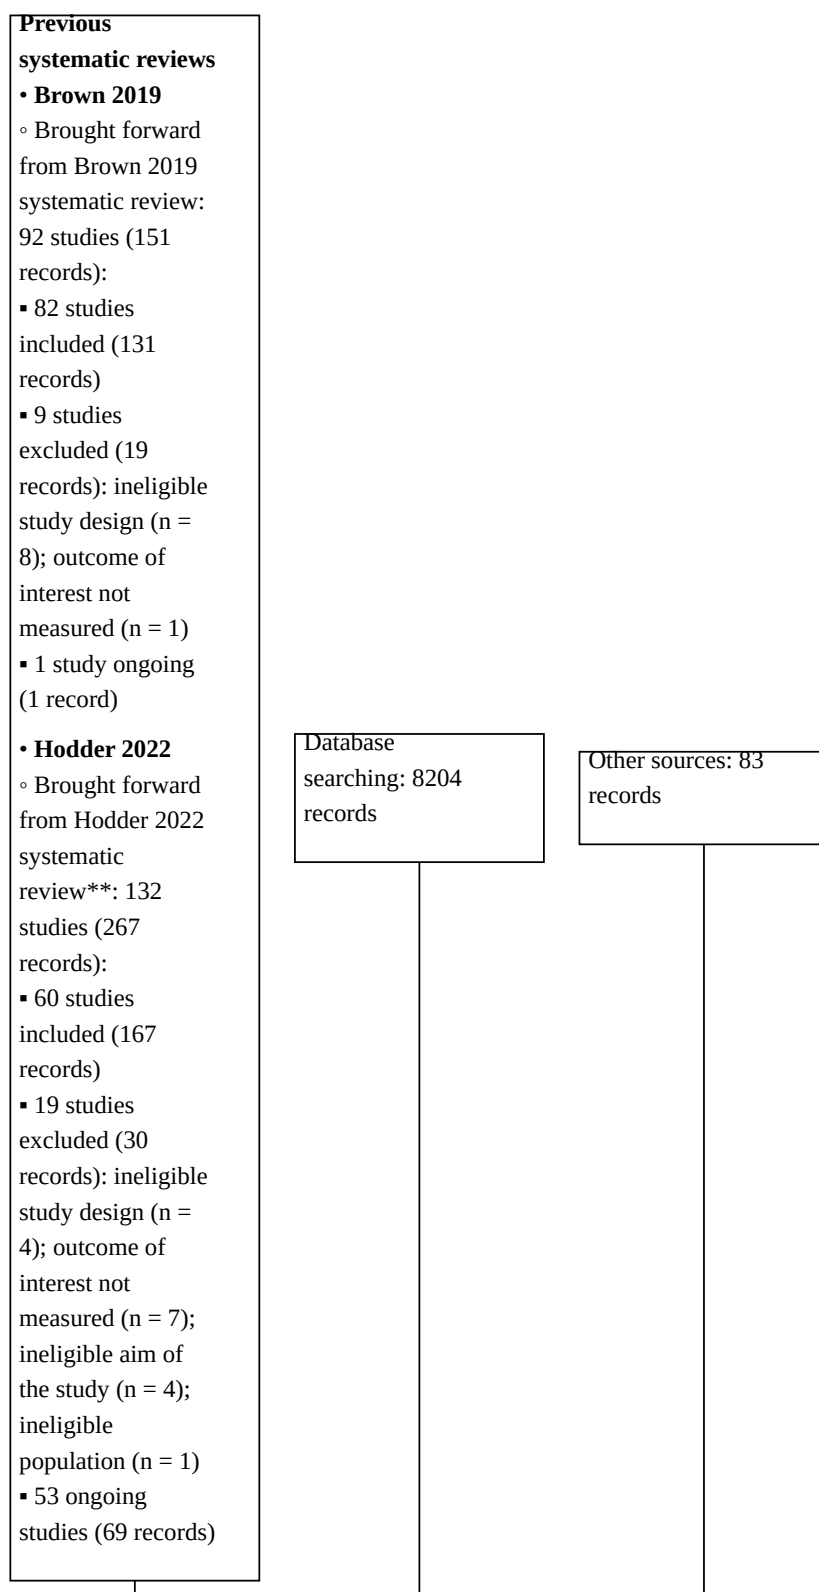 Previous
systematic reviews
• Brown 2019
◦ Brought forward
from Brown 2019
systematic review:
92 studies (151
records):
▪ 82 studies
included (131
records)
▪ 9 studies
excluded (19
records): ineligible
study design (n =
8); outcome of
interest not
measured (n = 1)
▪ 1 study ongoing
(1 record)
• Hodder 2022
◦ Brought forward
from Hodder 2022
systematic
review**: 132
studies (267
records):
▪ 60 studies
included (167
records)
▪ 19 studies
excluded (30
records): ineligible
study design (n =
4); outcome of
interest not
measured (n = 7);
ineligible aim of
the study (n = 4);
ineligible
population (n = 1)
▪ 53 ongoing
studies (69 records)
Database
searching: 8204
records
Other sources: 83
records